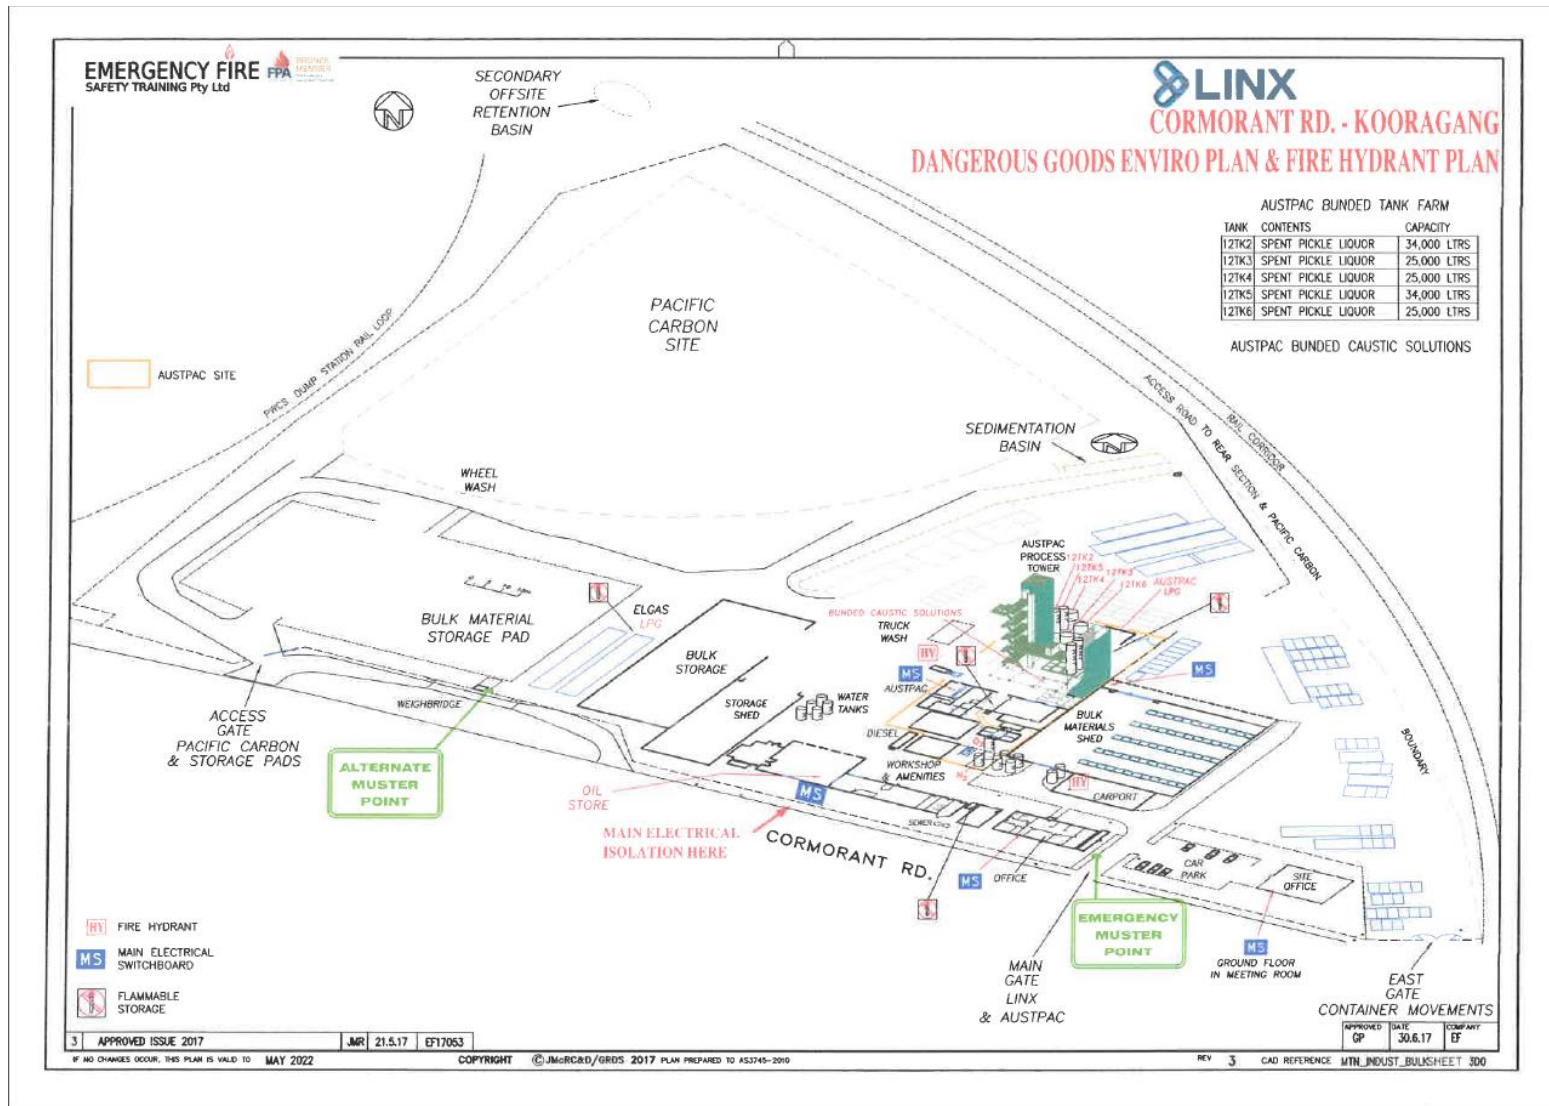 EMERGENCY FIRE
SAFETY TRAINING Pty Ltd
FPA
SECONDARY
OFFSITE
RETENTION
BASIN
N
LINX
CORMORANT RD. - KOORAGANG
DANGEROUS GOODS ENVIRO PLAN & FIRE HYDRANT PLAN
AUSTPAC BUNDED TANK FARM
TANK CONTENTS CAPACITY
12TK2 SPENT PICKLE LIQUOR 34,000 LTRS
12TK3 SPENT PICKLE LIQUOR 25,000 LTRS
12TK4 SPENT PICKLE LIQUOR 25,000 LTRS
12TK5 SPENT PICKLE LIQUOR 34,000 LTRS
12TK6 SPENT PICKLE LIQUOR 25,000 LTRS
AUSTPAC BUNDED CAUSTIC SOLUTIONS
PACIFIC
CARBON
SITE
AUSTPAC SITE
PWCS DUMP STATION RAIL LOOP
ACCESS ROAD TO REAR SECTION & PACIFIC CARBON
RAIL CORRIDOR
SEDIMENTATION
BASIN
WHEEL
WASH
AUSTPAC
PROCESS
TOWER
12TK2
12TK5
12TK4
12TK3
12TK6
AUSTPAC
LPG
BULK MATERIAL
STORAGE PAD
ELGAS
LPG
BUNDED CAUSTIC SOLUTIONS
TRUCK
WASH
HY
MS
AUSTPAC
MS
BULK
STORAGE
STORAGE
SHED
WATER
TANKS
DIESEL
BULK
MATERIALS
SHED
WORKSHOP
& AMENITIES
O2
N2
HY
CARPORT
BOUNDARY
WEIGHBRIDGE
ACCESS
GATE
PACIFIC CARBON
& STORAGE PADS
ALTERNATE
MUSTER
POINT
OIL
STORE
MS
MAIN ELECTRICAL
ISOLATION HERE
CORMORANT RD.
SEWER
MS
OFFICE
CAR
PARK
SITE
OFFICE
EMERGENCY
MUSTER
POINT
MS
GROUND FLOOR
IN MEETING ROOM
MAIN
GATE
LINX
& AUSTPAC
EAST
GATE
CONTAINER MOVEMENTS
HY FIRE HYDRANT
MS MAIN ELECTRICAL
SWITCHBOARD
FLAMMABLE
STORAGE
3 APPROVED ISSUE 2017 JMR 21.5.17 EF17053
APPROVED DATE COMPANY
GP 30.6.17 EF
IF NO CHANGES OCCUR, THIS PLAN IS VALID TO MAY 2022
COPYRIGHT © JMcRC&D/GRDS 2017 PLAN PREPARED TO AS3745-2010
REV 3 CAD REFERENCE MTN_INDUST_BULKSHEET 3D0